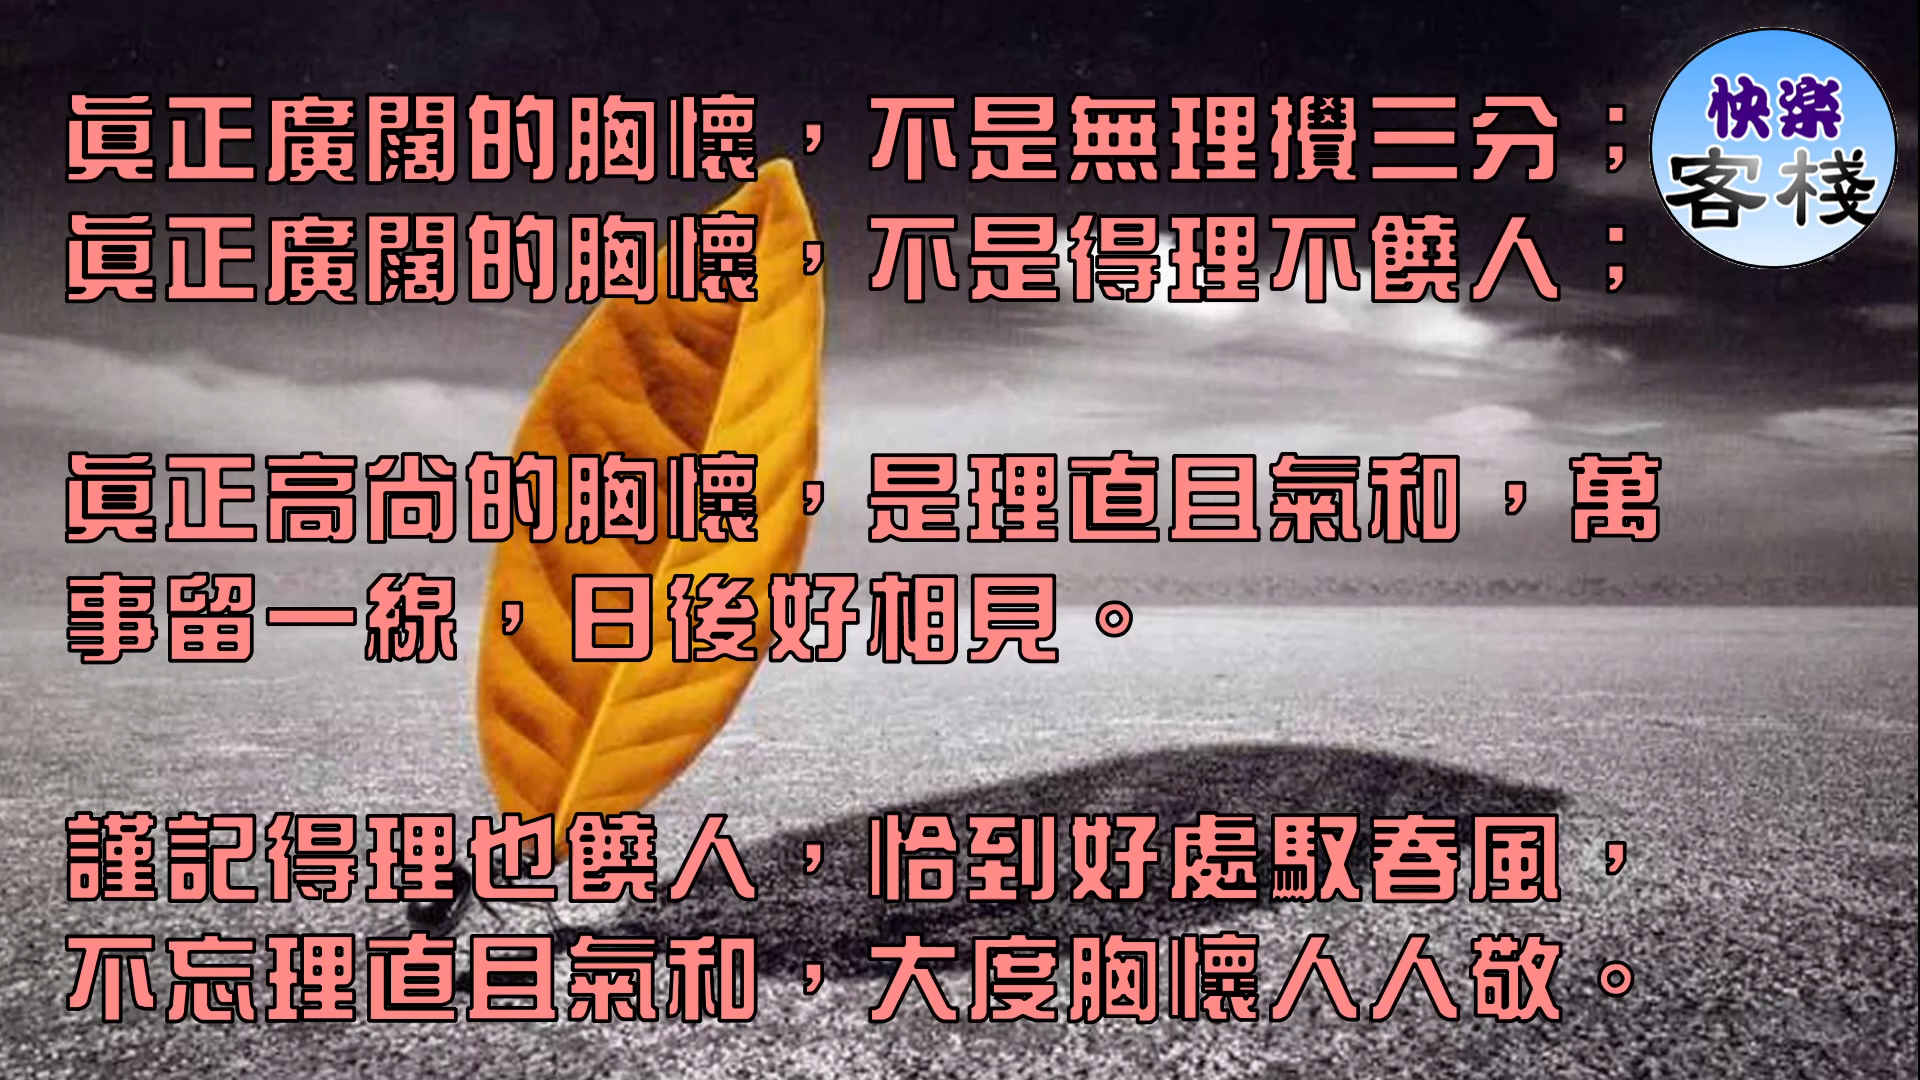 真正廣闊的胸懷，不是無理攪三分；
真正廣闊的胸懷，不是得理不饒人；
真正高尚的胸懷，是理直且氣和，萬
事留一線，日後好相見。
謹記得理也饒人，恰到好處馭春風，
不忘理直且氣和，大度胸懷人人敬。
快樂
客棧